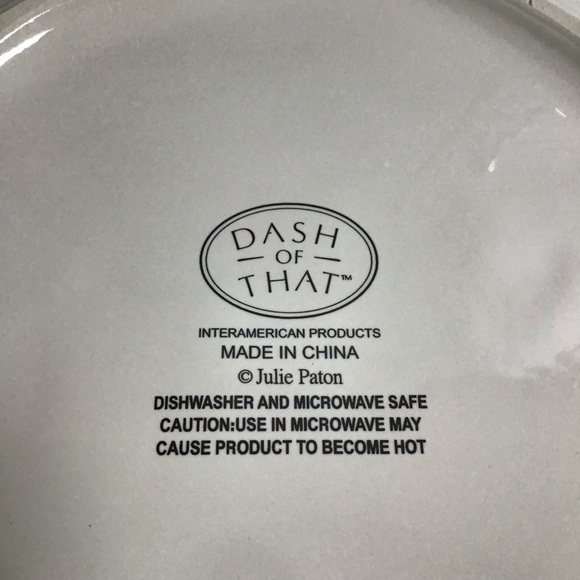 DASH
OF
THAT™
INTERAMERICAN PRODUCTS
MADE IN CHINA
© Julie Paton
DISHWASHER AND MICROWAVE SAFE
CAUTION:USE IN MICROWAVE MAY
CAUSE PRODUCT TO BECOME HOT